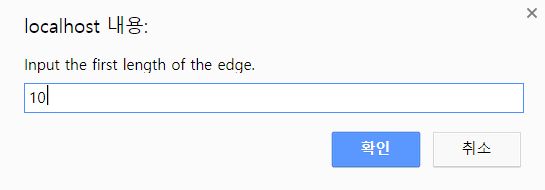 localhost 내용:
Input the first length of the edge.
10
확인 취소